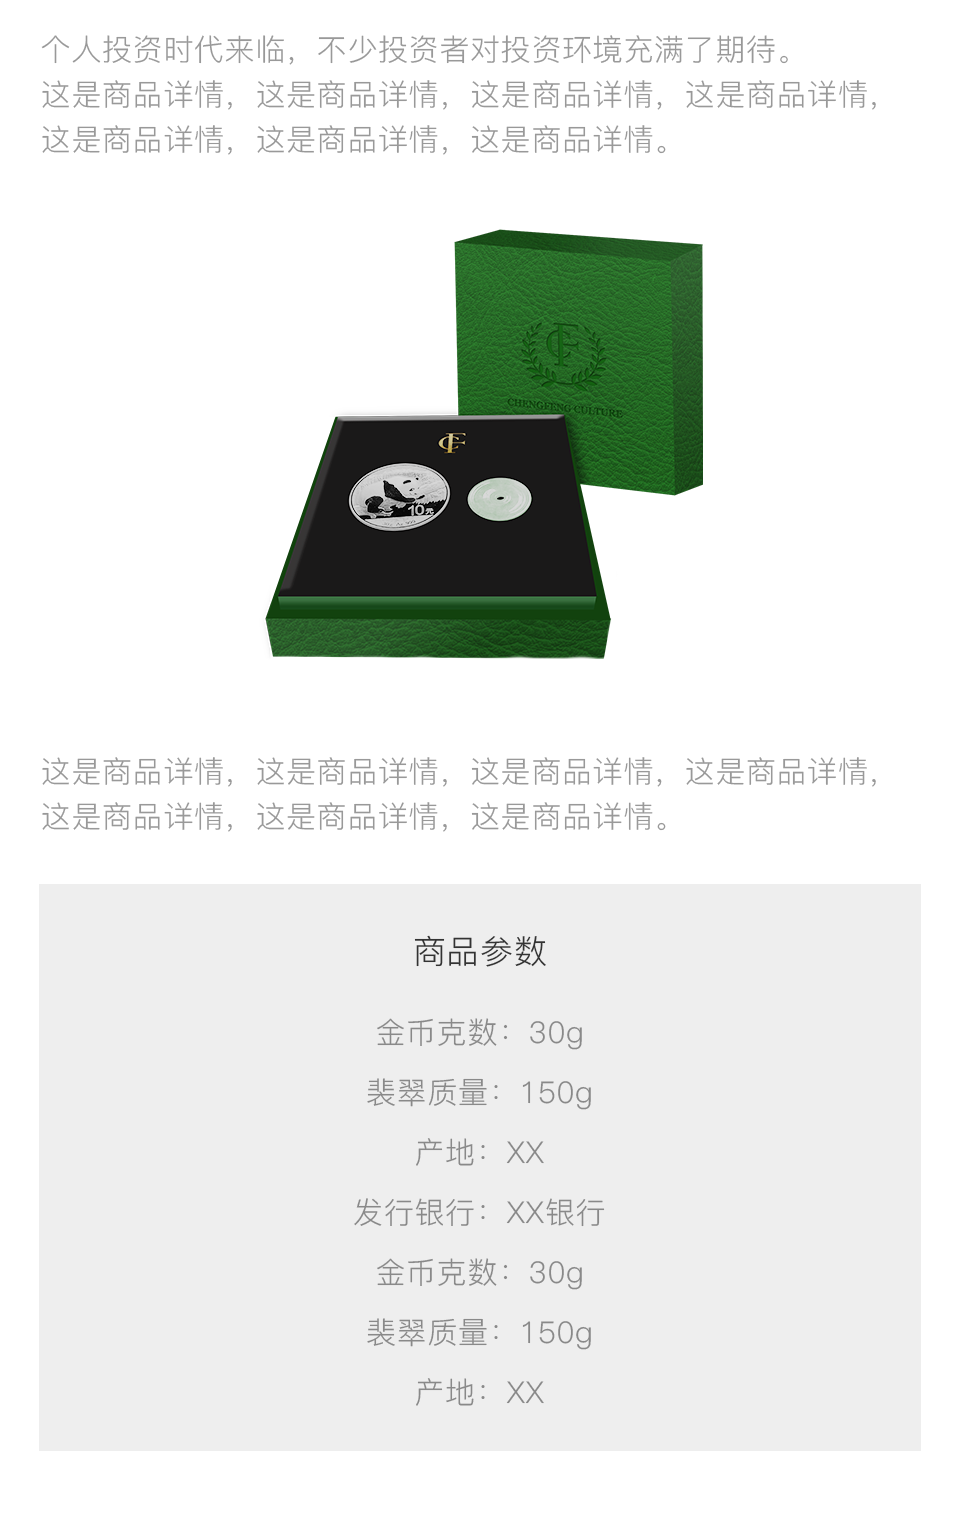 个人投资时代来临，不少投资者对投资环境充满了期待。
这是商品详情，这是商品详情，这是商品详情，这是商品详情，
这是商品详情，这是商品详情，这是商品详情。
CF
CHENGFENG CULTURE
CF
10元
这是商品详情，这是商品详情，这是商品详情，这是商品详情，
这是商品详情，这是商品详情，这是商品详情。
商品参数
金币克数：30g
裴翠质量：150g
产地：XX
发行银行：XX银行
金币克数：30g
裴翠质量：150g
产地：XX